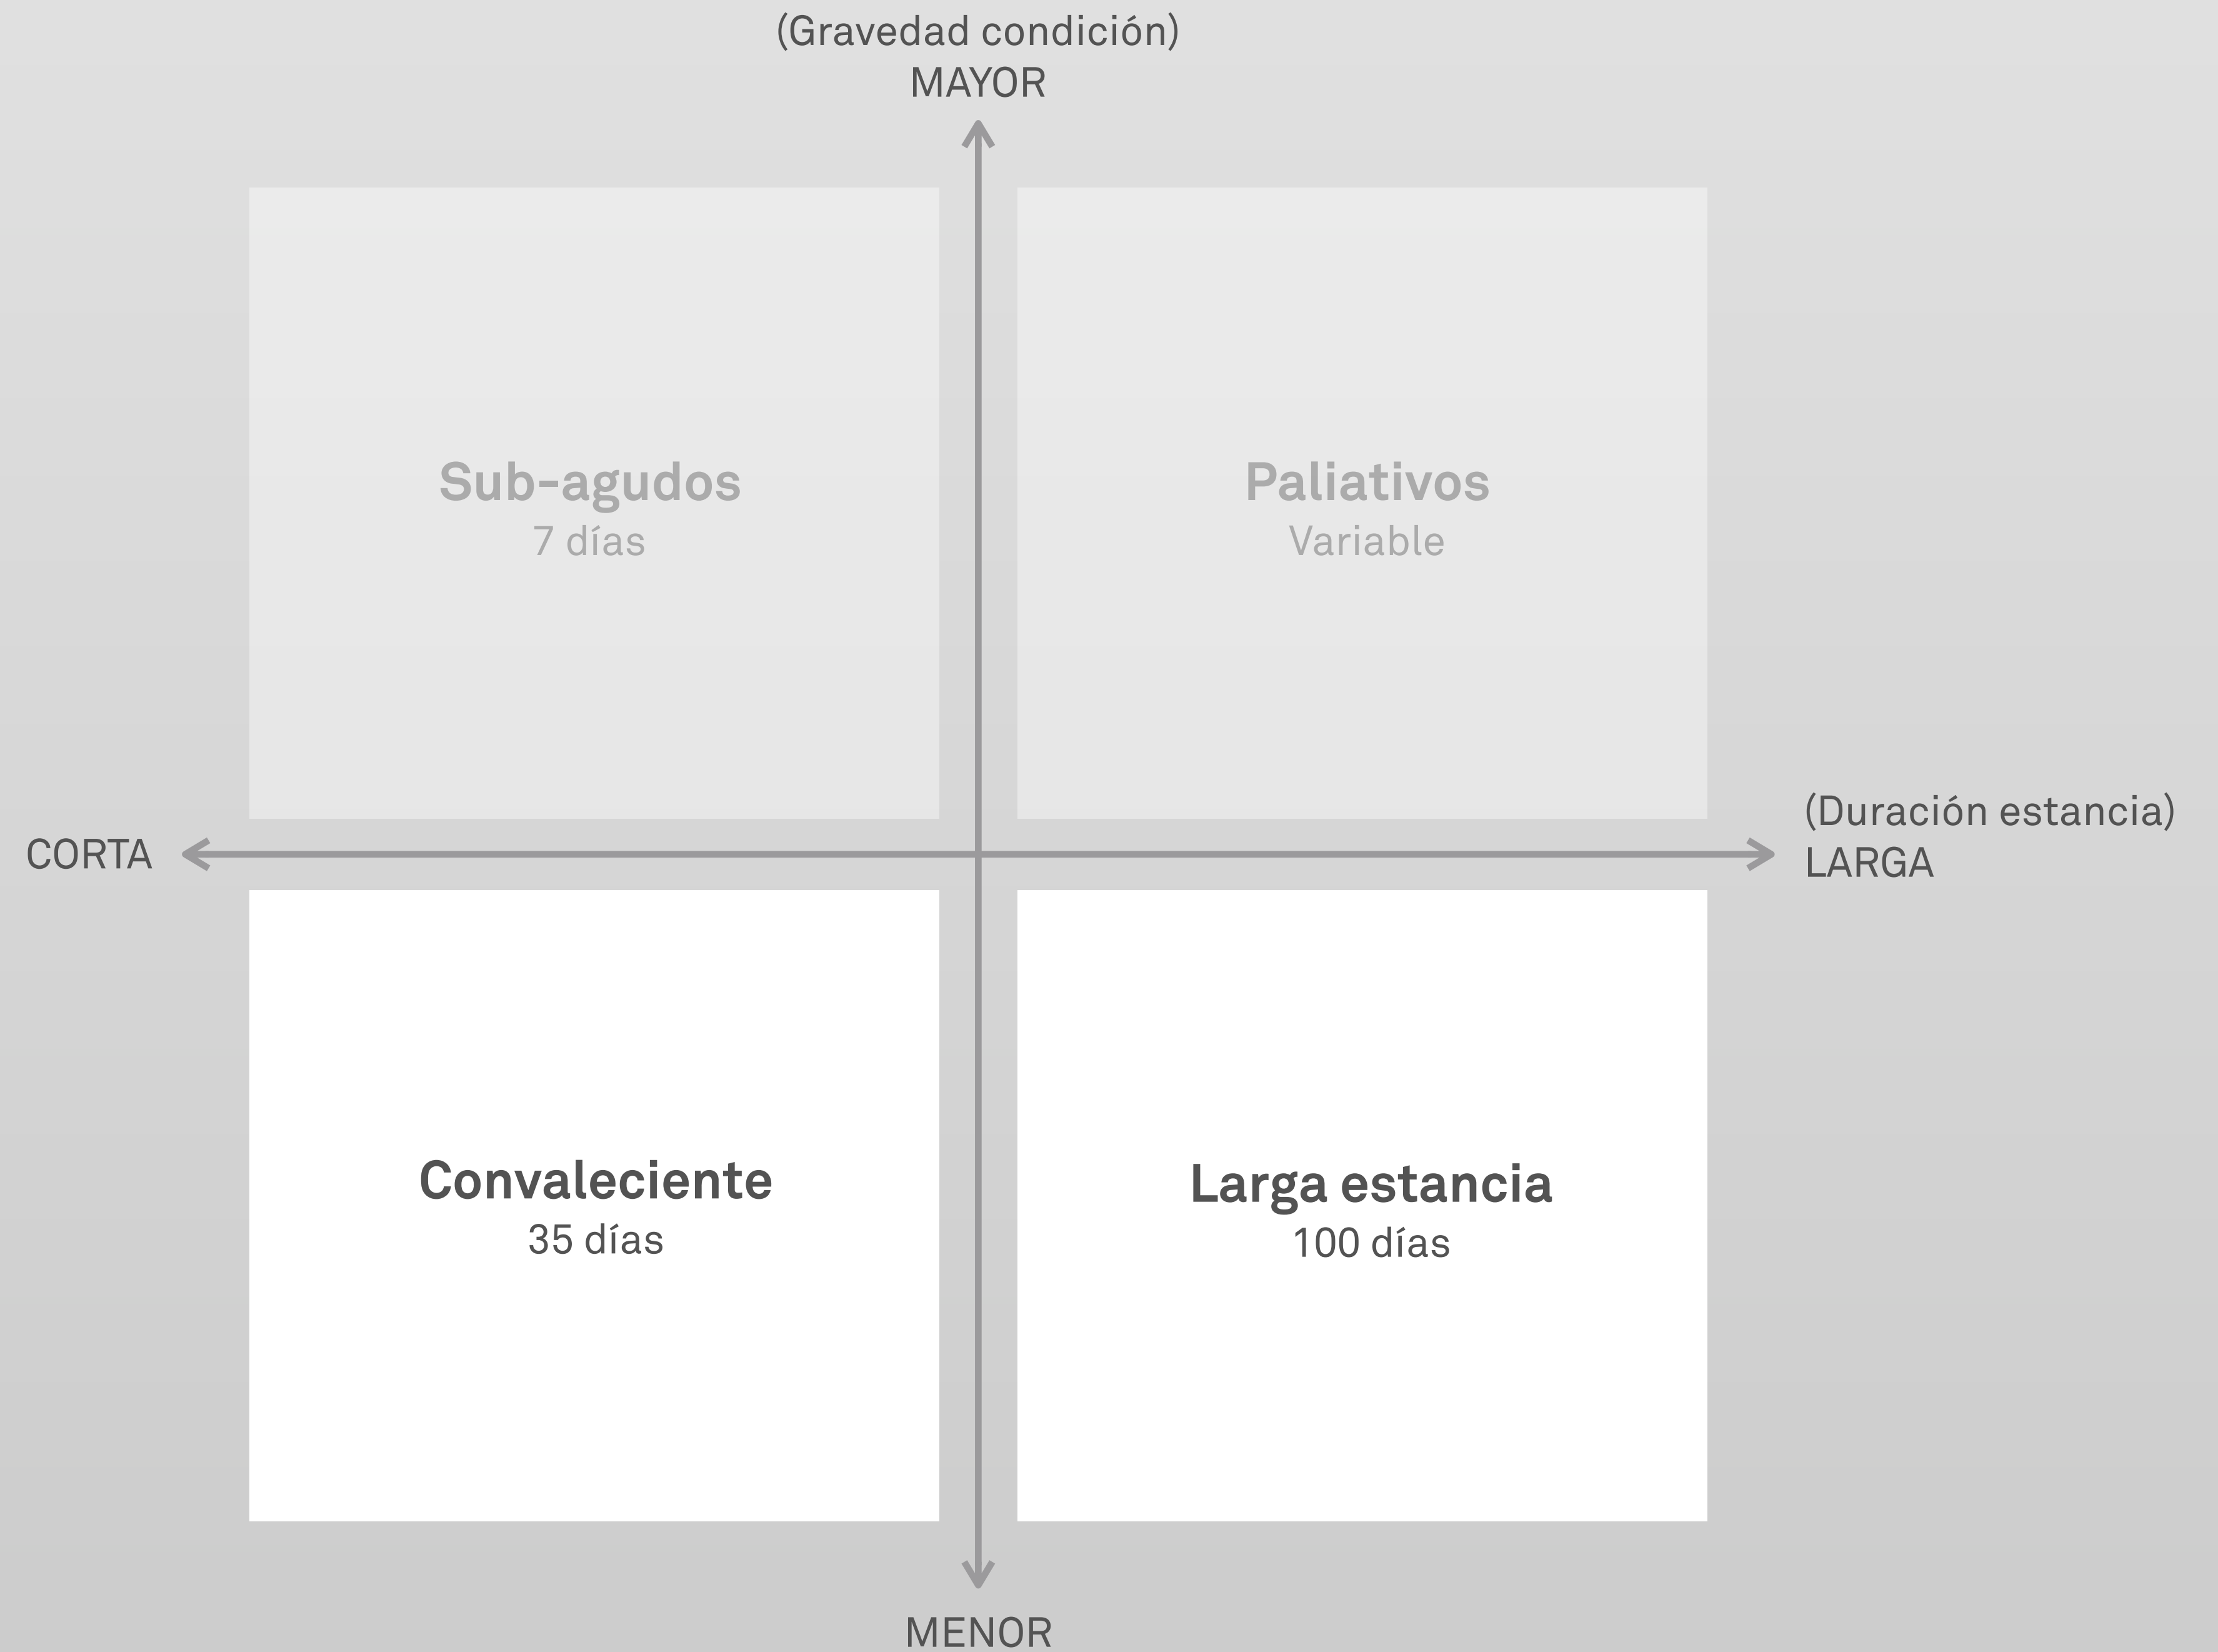 (Gravedad condición)
MAYOR
Sub-agudos
7 días
Paliativos
Variable
CORTA
(Duración estancia)
LARGA
Convaleciente
35 días
Larga estancia
100 días
MENOR